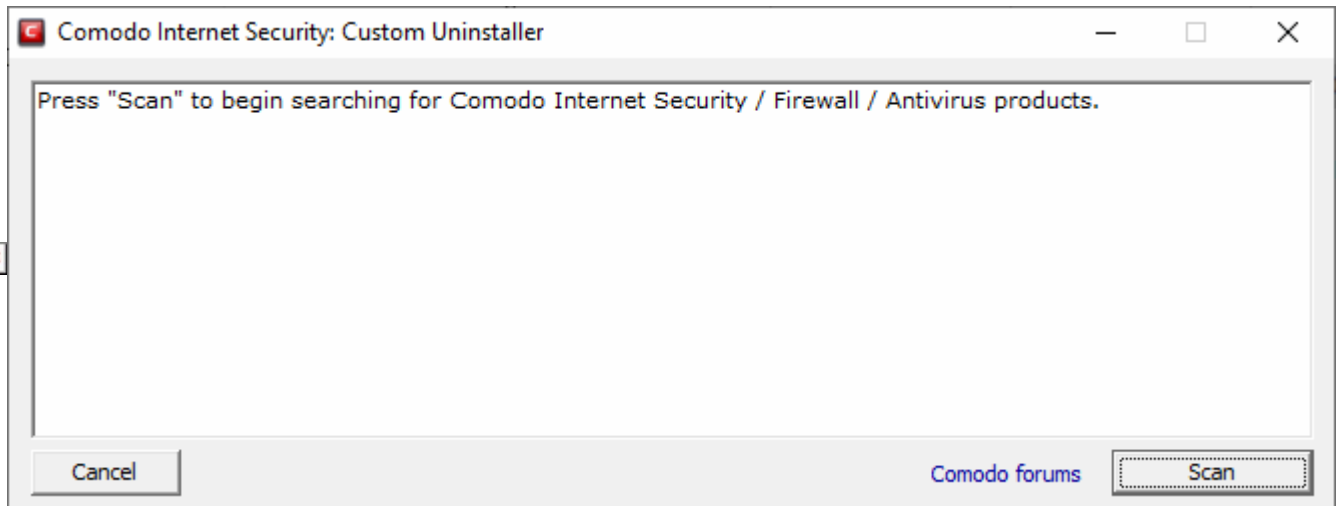 Comodo Internet Security: Custom Uninstaller
Press "Scan" to begin searching for Comodo Internet Security / Firewall / Antivirus products.
Cancel
Comodo forums
Scan